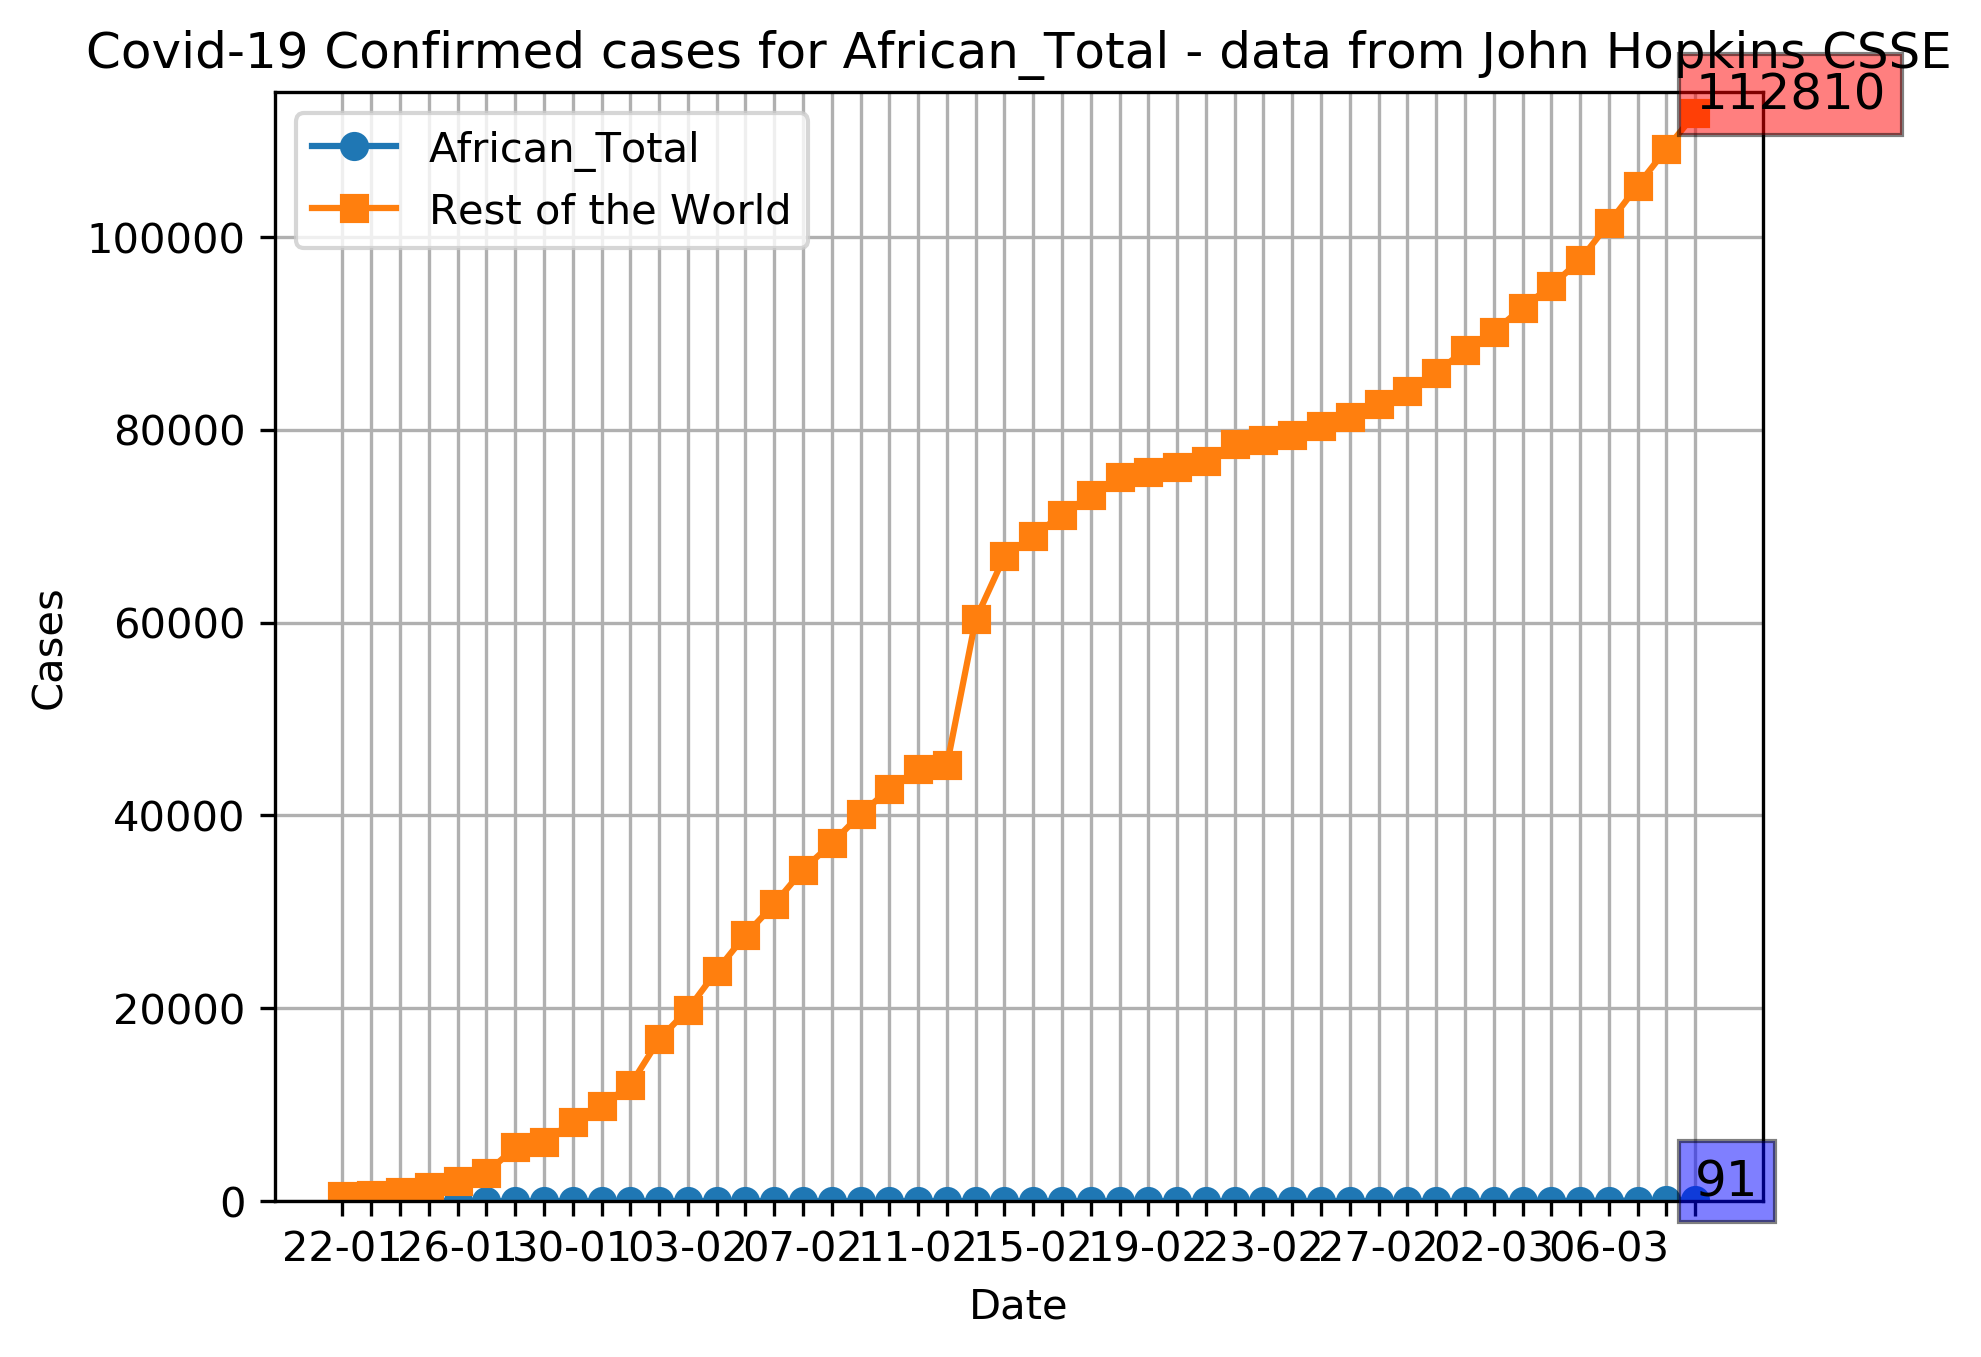 Covid-19 Confirmed cases for African_Total - data from John Hopkins CSSE
112810
African_Total
Rest of the World
100000
80000
60000
40000
20000
0
Cases
91
22-01 26-01 30-01 03-02 07-02 11-02 15-02 19-02 23-02 27-02 02-03 06-03
Date